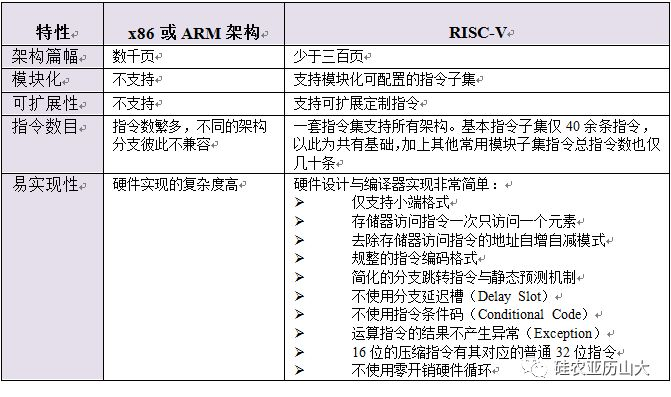 特性 x86 或 ARM 架构 RISC-V
架构篇幅 数千页 少于三百页
模块化 不支持 支持模块化可配置的指令子集
可扩展性 不支持 支持可扩展定制指令
指令数目 指令数繁多，不同的架构 一套指令集支持所有架构。基本指令子集仅 40 余条指令，
分支彼此不兼容 以此为共有基础，加上其他常用模块子集指令总指令数也仅
几十条
易实现性 硬件实现的复杂度高 硬件设计与编译器实现非常简单：
➢ 仅支持小端格式
➢ 存储器访问指令一次只访问一个元素
➢ 去除存储器访问指令的地址自增自减模式
➢ 规整的指令编码格式
➢ 简化的分支跳转指令与静态预测机制
➢ 不使用分支延迟槽（Delay Slot）
➢ 不使用指令条件码（Conditional Code）
➢ 运算指令的结果不产生异常（Exception）
➢ 16 位的压缩指令有其对应的普通 32 位指令
➢ 不使用零开销硬件循环
硅农亚历山大